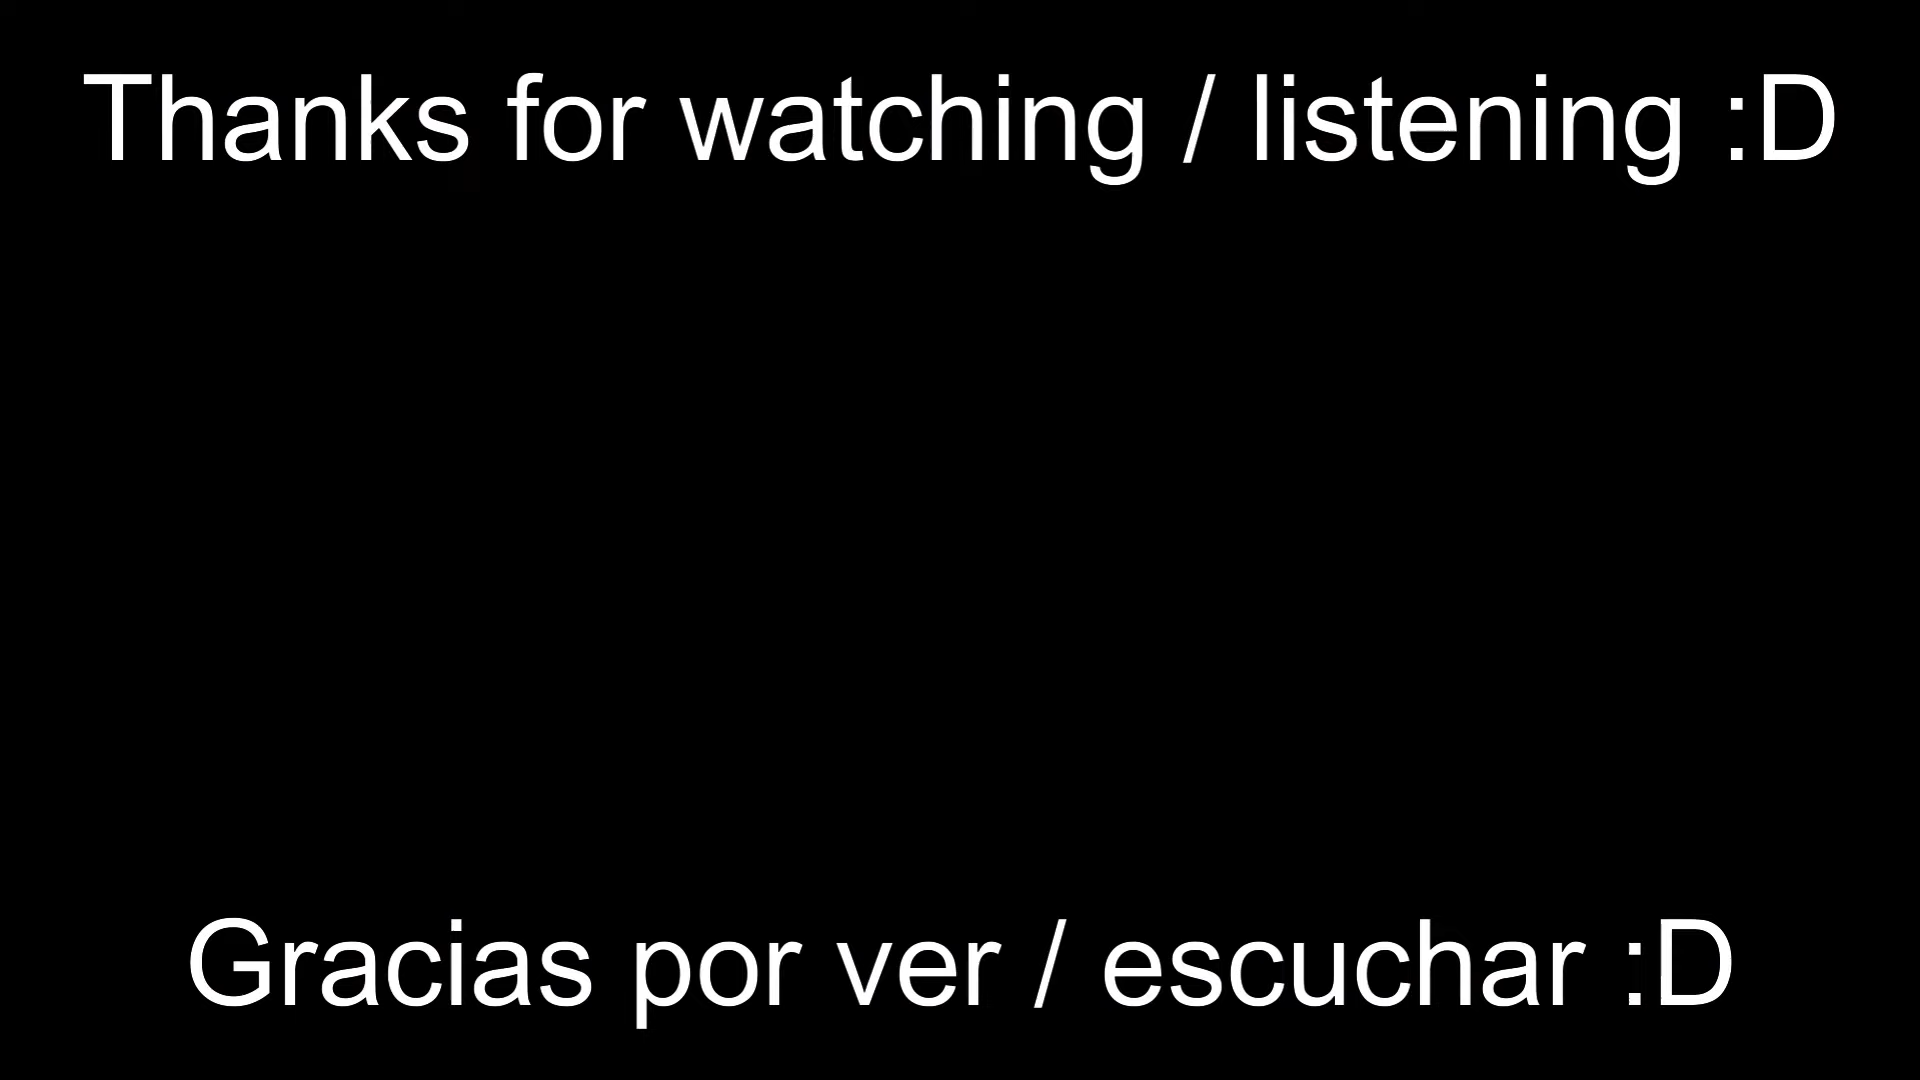 Thanks for watching / listening :D
Gracias por ver / escuchar :D